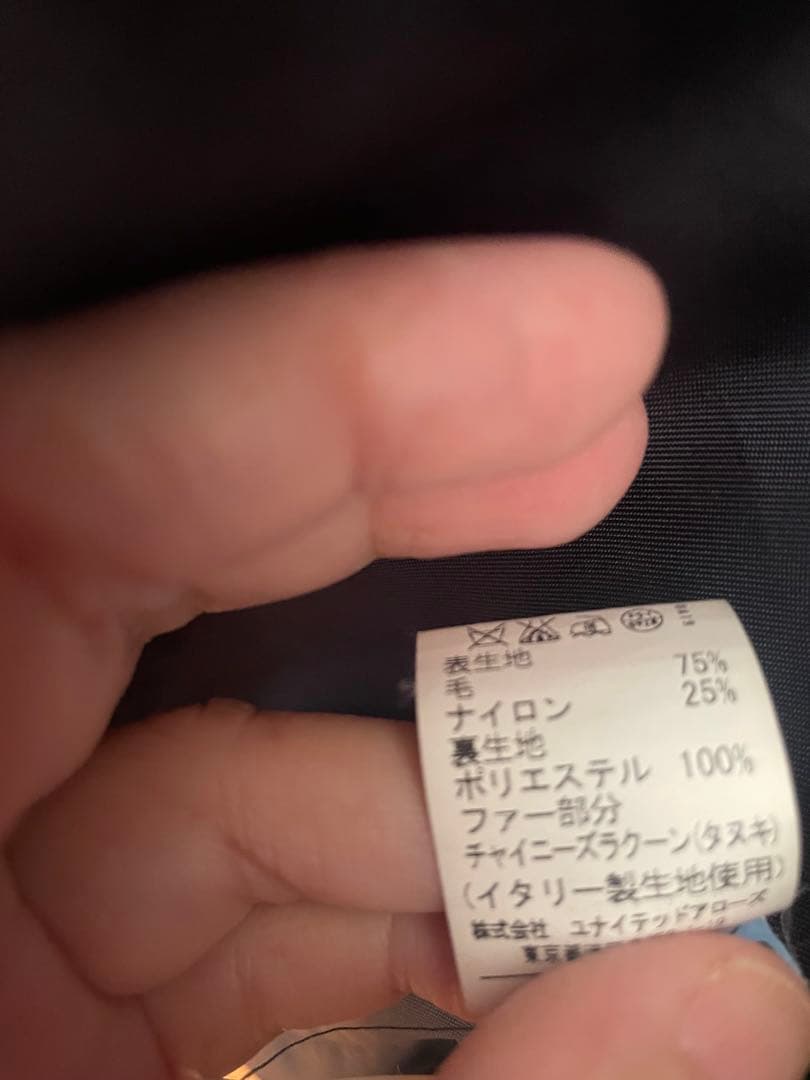 表生地
毛 75%
ナイロン 25%
裏生地
ポリエステル 100%
ファー部分
チャイニーズラクーン(タヌキ)
(イタリー製生地使用)
株式会社 ユナイテッドアローズ
東京都